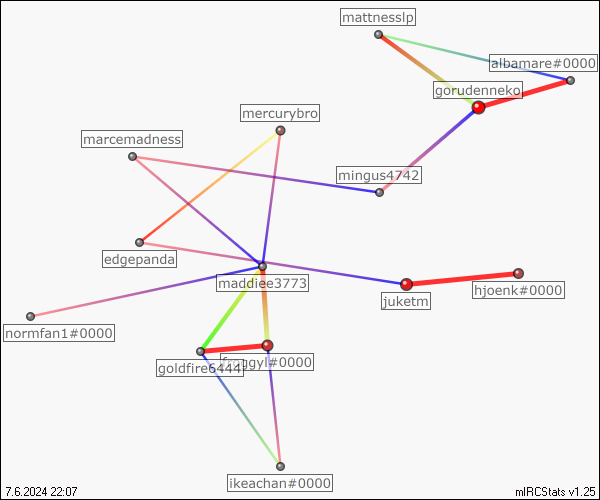 mattnesslp
albamare#0000
gorudenneko
mercurybro
marcemadness
mingus4742
edgepanda
maddiee3773
hjoenk#0000
juketm
normfan1#0000
froggyl#0000
goldfire6444
ikeachan#0000
7.6.2024 22:07
mIRCStats v1.25